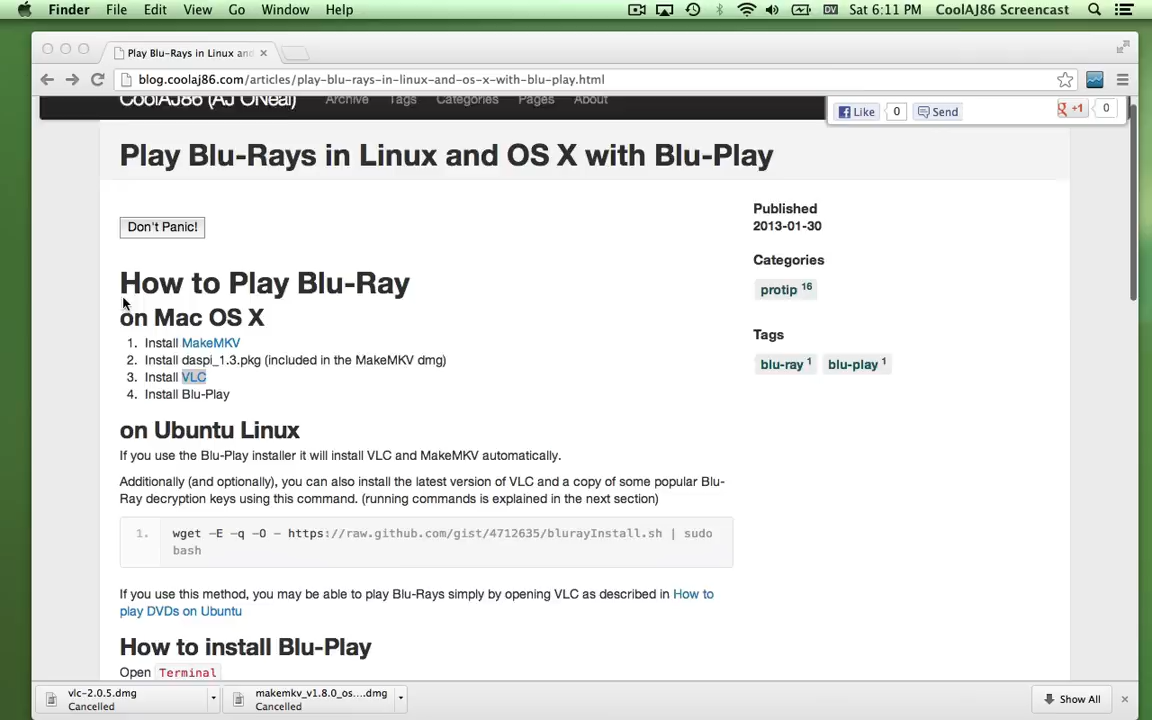 Finder File Edit View Go Window Help Sat 6:11 PM CoolAJ86 Screencast
Play Blu-Rays in Linux and
blog.coolaj86.com/articles/play-blu-rays-in-linux-and-os-x-with-blu-play.html
CoolAJ86 (AJ ONeal) Archive Tags Categories Pages About
Like 0 Send +1 0
Play Blu-Rays in Linux and OS X with Blu-Play
Don't Panic!
How to Play Blu-Ray
on Mac OS X
1. Install MakeMKV
2. Install daspi_1.3.pkg (included in the MakeMKV dmg)
3. Install VLC
4. Install Blu-Play
on Ubuntu Linux
If you use the Blu-Play installer it will install VLC and MakeMKV automatically.
Additionally (and optionally), you can also install the latest version of VLC and a copy of some popular Blu-
Ray decryption keys using this command. (running commands is explained in the next section)
1. wget -E -q -O - https://raw.github.com/gist/4712635/blurayInstall.sh | sudo
bash
If you use this method, you may be able to play Blu-Rays simply by opening VLC as described in How to
play DVDs on Ubuntu
How to install Blu-Play
Open Terminal
Published
2013-01-30
Categories
protip 16
Tags
blu-ray 1 blu-play 1
vlc-2.0.5.dmg
Cancelled
makemkv_v1.8.0_os....dmg
Cancelled
Show All